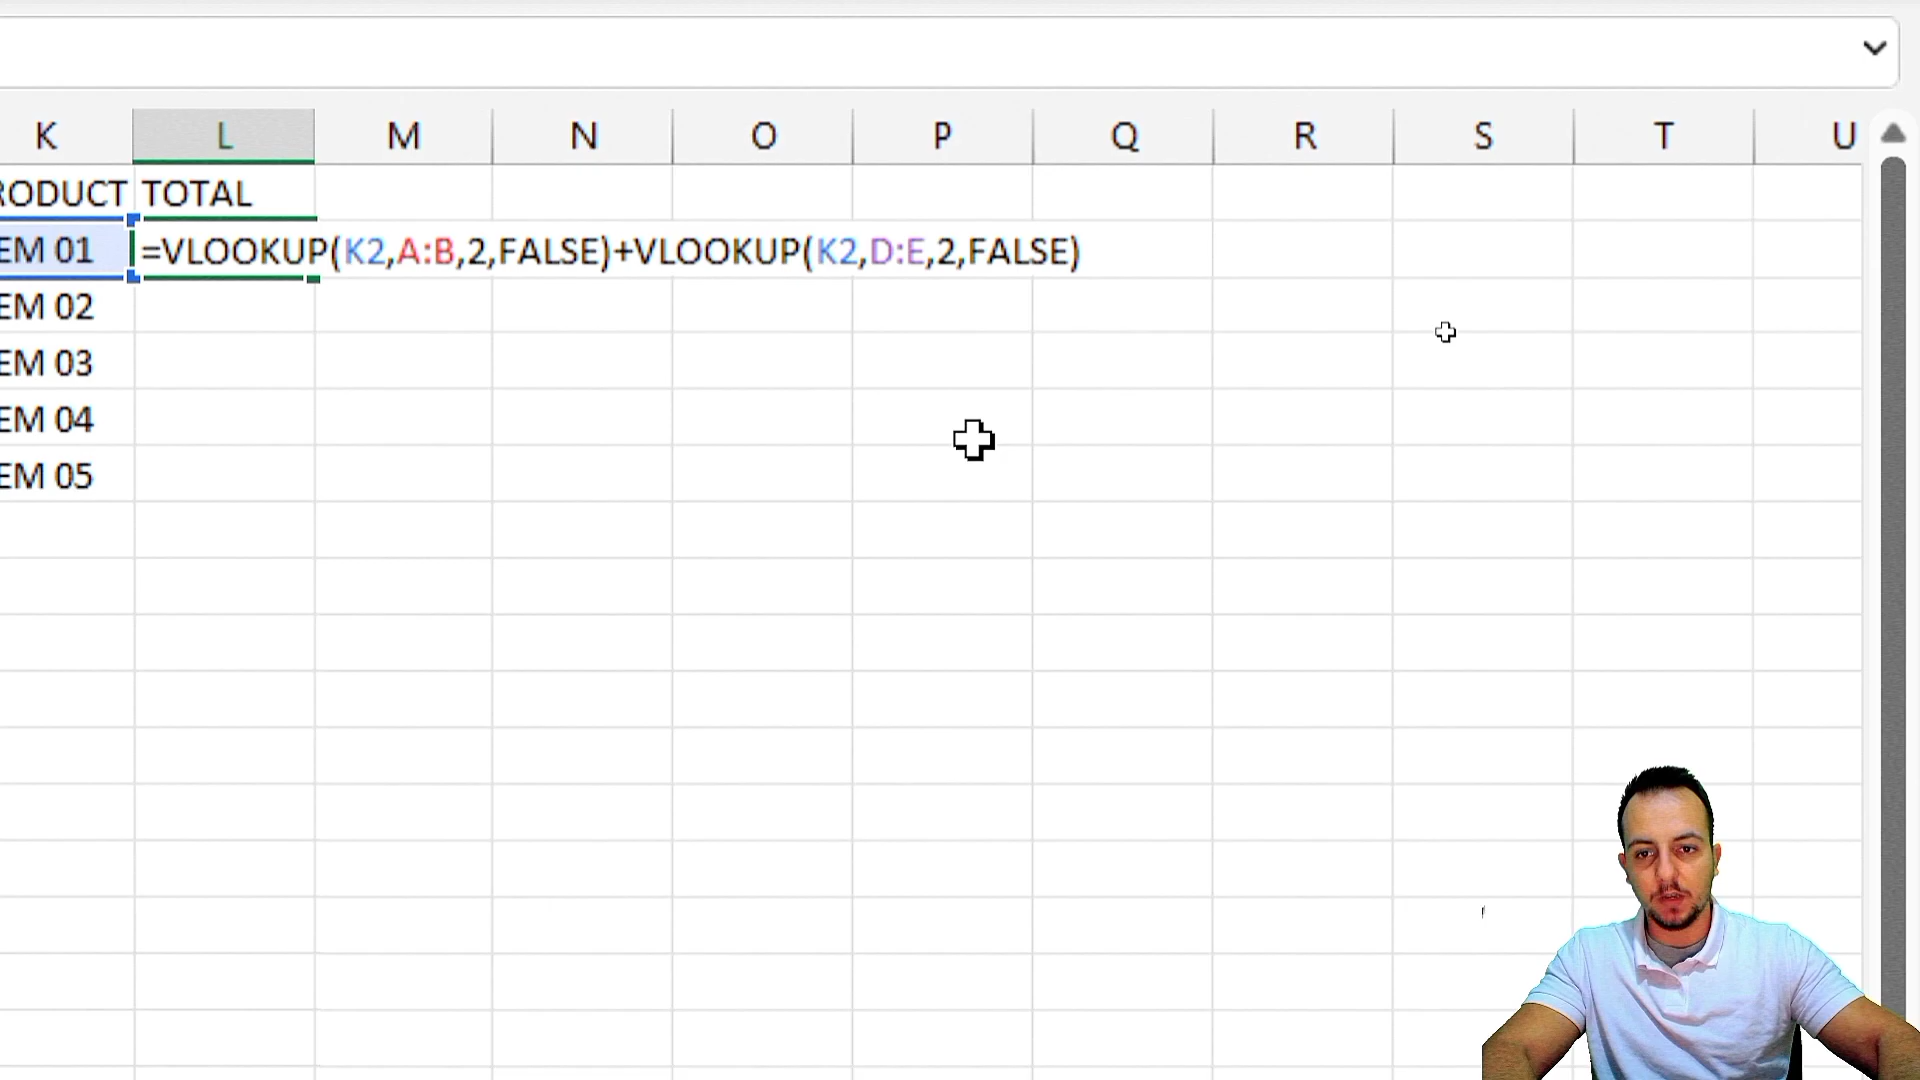 K L M N O P Q R S T U
RODUCT TOTAL
EM 01 =VLOOKUP(K2,A:B,2,FALSE)+VLOOKUP(K2,D:E,2,FALSE)
EM 02
EM 03
EM 04
EM 05